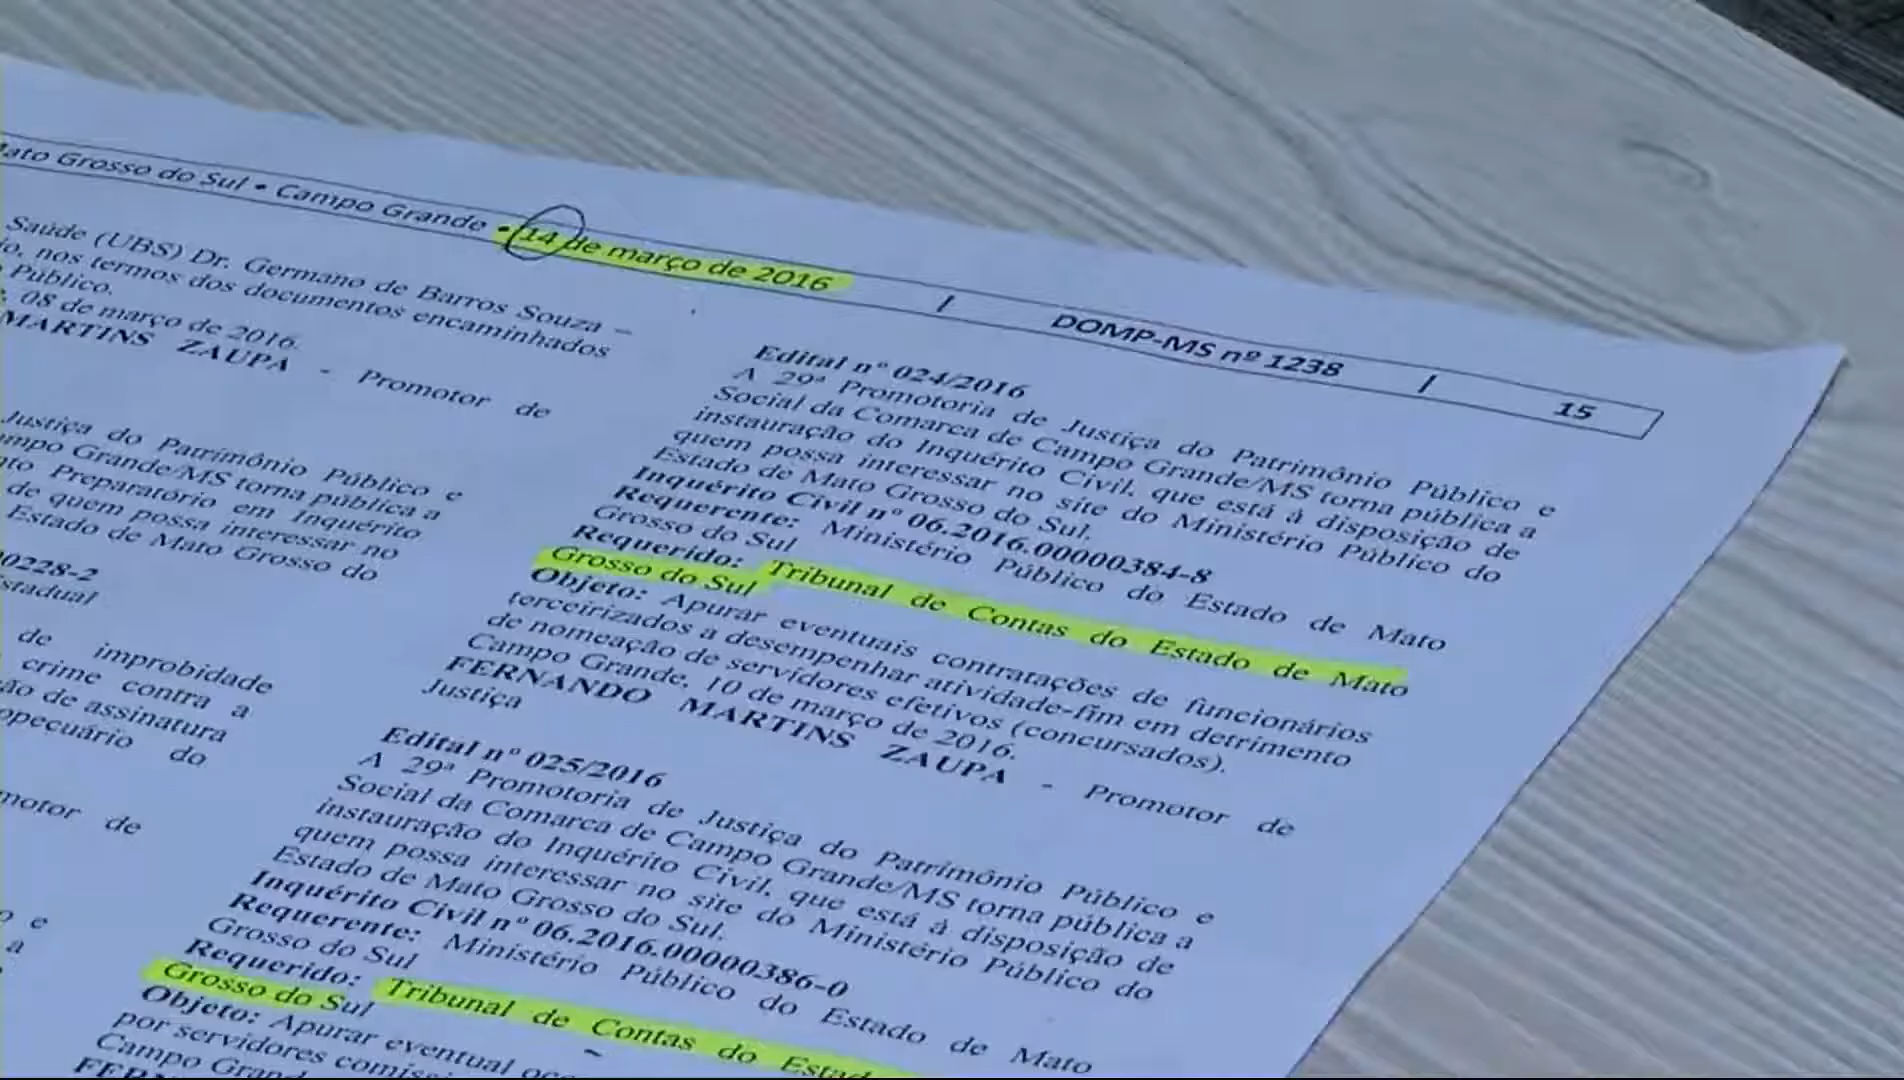 Mato Grosso do Sul • Campo Grande • 14 de março de 2016 | DOMP-MS nº 1238 | 15
Saúde (UBS) Dr. Germano de Barros Souza –
nos termos dos documentos encaminhados
Público.
08 de março de 2016.
MARTINS ZAUPA - Promotor de
Justiça do Patrimônio Público e
Campo Grande/MS torna pública a
Preparatório em Inquérito
de quem possa interessar no
Estado de Mato Grosso do
00228-2
Estadual
de improbidade
crime contra a
de assinatura
do
de
e
a
Edital nº 024/2016
A 29ª Promotoria de Justiça do Patrimônio Público e
Social da Comarca de Campo Grande/MS torna pública a
instauração do Inquérito Civil, que está à disposição de
quem possa interessar no site do Ministério Público do
Estado de Mato Grosso do Sul.
Inquérito Civil nº 06.2016.00000384-8
Requerente: Ministério Público do Estado de Mato
Grosso do Sul
Requerido: Tribunal de Contas do Estado de Mato
Grosso do Sul
Objeto: Apurar eventuais contratações de funcionários
terceirizados a desempenhar atividade-fim em detrimento
de nomeação de servidores efetivos (concursados).
Campo Grande, 10 de março de 2016.
FERNANDO MARTINS ZAUPA - Promotor de
Justiça
Edital nº 025/2016
A 29ª Promotoria de Justiça do Patrimônio Público e
Social da Comarca de Campo Grande/MS torna pública a
instauração do Inquérito Civil, que está à disposição de
quem possa interessar no site do Ministério Público do
Estado de Mato Grosso do Sul.
Inquérito Civil nº 06.2016.00000386-0
Requerente: Ministério Público do Estado de Mato
Grosso do Sul
Requerido: Tribunal de Contas do Estado
Grosso do Sul
Objeto: Apurar eventual
por servidores
Campo Grande